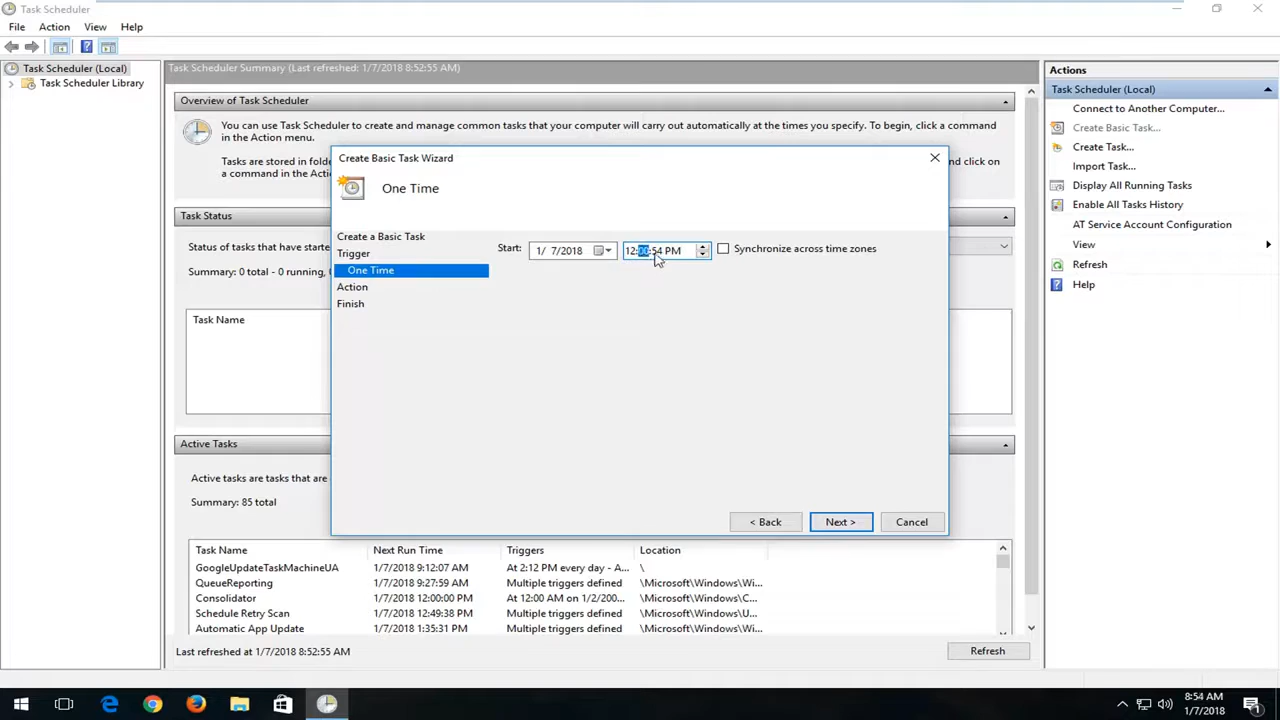 Task Scheduler
File Action View Help
Task Scheduler (Local)
Task Scheduler Library
Task Scheduler Summary (Last refreshed: 1/7/2018 8:52:55 AM)
Overview of Task Scheduler
You can use Task Scheduler to create and manage common tasks that your computer will carry out automatically at the times you specify. To begin, click a command
in the Action menu.
Tasks are stored in folde
nd click on
a command in the Actio
Task Status
Status of tasks that have starte
Summary: 0 total - 0 running,
Task Name
Active Tasks
Active tasks are tasks that are
Summary: 85 total
Task Name Next Run Time Triggers Location
GoogleUpdateTaskMachineUA 1/7/2018 9:12:07 AM At 2:12 PM every day - A... \
QueueReporting 1/7/2018 9:27:59 AM Multiple triggers defined \Microsoft\Windows\Wi...
Consolidator 1/7/2018 12:00:00 PM At 12:00 AM on 1/2/200... \Microsoft\Windows\C...
Schedule Retry Scan 1/7/2018 12:49:38 PM Multiple triggers defined \Microsoft\Windows\U...
Automatic App Update 1/7/2018 1:35:31 PM Multiple triggers defined \Microsoft\Windows\Wi...
Last refreshed at 1/7/2018 8:52:55 AM
Refresh
Create Basic Task Wizard
One Time
Create a Basic Task
Trigger
One Time
Action
Finish
Start: 1/ 7/2018 12:00:54 PM Synchronize across time zones
< Back Next > Cancel
Actions
Task Scheduler (Local)
Connect to Another Computer...
Create Basic Task...
Create Task...
Import Task...
Display All Running Tasks
Enable All Tasks History
AT Service Account Configuration
View
Refresh
Help
8:54 AM
1/7/2018
1